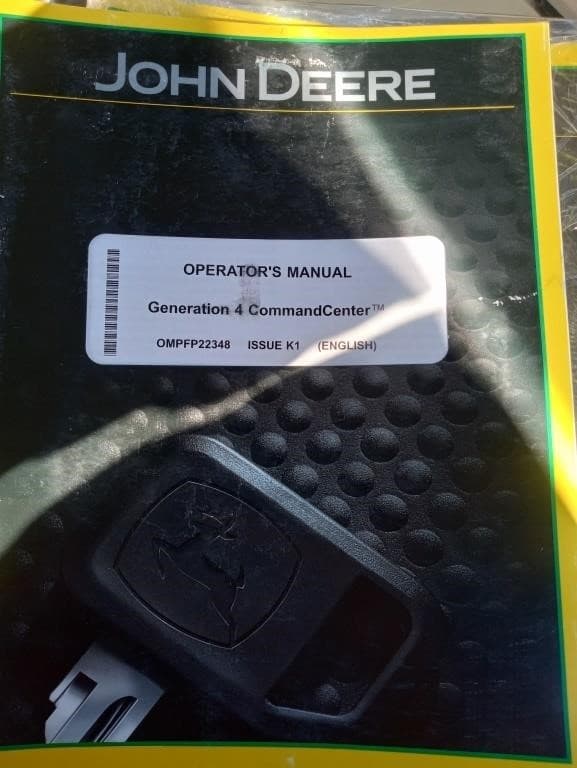 JOHN DEERE
OPERATOR'S MANUAL
Generation 4 CommandCenter™
OMPFP22348 ISSUE K1 (ENGLISH)